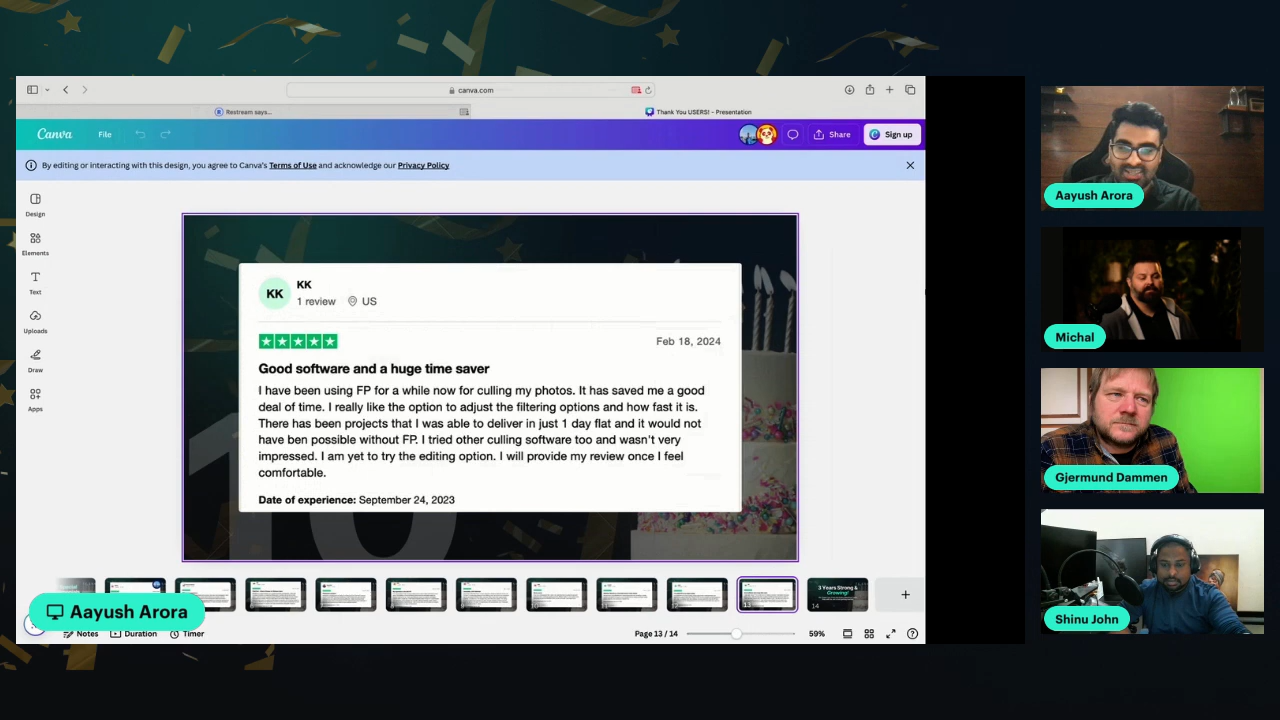 canva.com
Restream says...
Thank You USERS! - Presentation
Canva
File
Share
Sign up
By editing or interacting with this design, you agree to Canva's Terms of Use and acknowledge our Privacy Policy
Design
Elements
Text
Uploads
Draw
Apps
KK
KK
1 review
US
Feb 18, 2024
Good software and a huge time saver
I have been using FP for a while now for culling my photos. It has saved me a good
deal of time. I really like the option to adjust the filtering options and how fast it is.
There has been projects that I was able to deliver in just 1 day flat and it would not
have ben possible without FP. I tried other culling software too and wasn't very
impressed. I am yet to try the editing option. I will provide my review once I feel
comfortable.
Date of experience: September 24, 2023
10
3 Years Strong &
Growing!
13
14
Aayush Arora
Notes
Duration
Timer
Page 13 / 14
59%
Aayush Arora
Michal
Gjermund Dammen
Shinu John